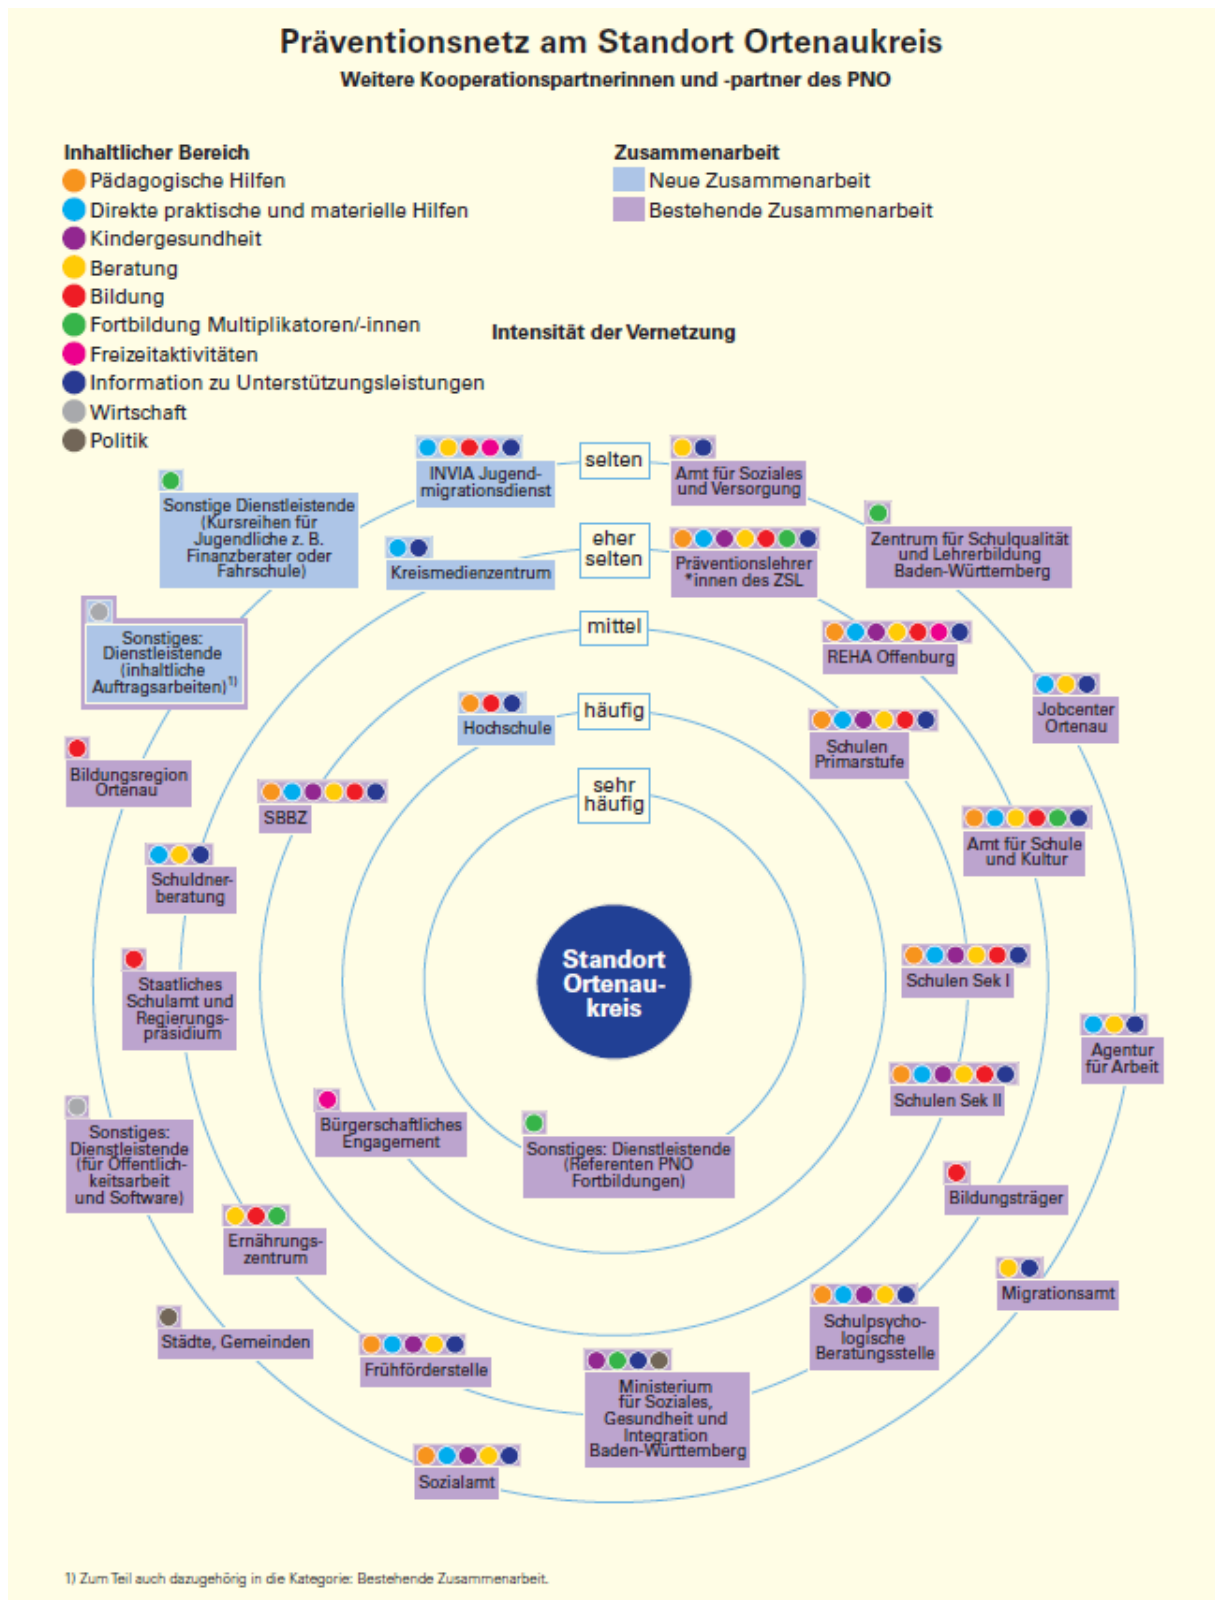 Präventionsnetz am Standort Ortenaukreis
Weitere Kooperationspartnerinnen und -partner des PNO
Inhaltlicher Bereich
Pädagogische Hilfen
Direkte praktische und materielle Hilfen
Kindergesundheit
Beratung
Bildung
Fortbildung Multiplikatoren/-innen
Freizeitaktivitäten
Information zu Unterstützungsleistungen
Wirtschaft
Politik
Zusammenarbeit
Neue Zusammenarbeit
Bestehende Zusammenarbeit
Intensität der Vernetzung
selten
eher
selten
mittel
häufig
sehr
häufig
Standort
Ortenau-
kreis
INVIA Jugend-
migrationsdienst
Amt für Soziales
und Versorgung
Sonstige Dienstleistende
(Kursreihen für
Jugendliche z. B.
Finanzberater oder
Fahrschule)
Kreismedienzentrum
Präventionslehrer
*innen des ZSL
Zentrum für Schulqualität
und Lehrerbildung
Baden-Württemberg
Sonstiges:
Dienstleistende
(inhaltliche
Auftragsarbeiten)1)
REHA Offenburg
Jobcenter
Ortenau
Hochschule
Schulen
Primarstufe
Bildungsregion
Ortenau
SBBZ
Amt für Schule
und Kultur
Schuldner-
beratung
Staatliches
Schulamt und
Regierungs-
präsidium
Schulen Sek I
Agentur
für Arbeit
Schulen Sek II
Sonstiges:
Dienstleistende
(für Öffentlich-
keitsarbeit
und Software)
Bürgerschaftliches
Engagement
Sonstiges: Dienstleistende
(Referenten PNO
Fortbildungen)
Bildungsträger
Ernährungs-
zentrum
Migrationsamt
Städte, Gemeinden
Frühförderstelle
Schulpsycho-
logische
Beratungsstelle
Ministerium
für Soziales,
Gesundheit und
Integration
Baden-Württemberg
Sozialamt
1) Zum Teil auch dazugehörig in die Kategorie: Bestehende Zusammenarbeit.